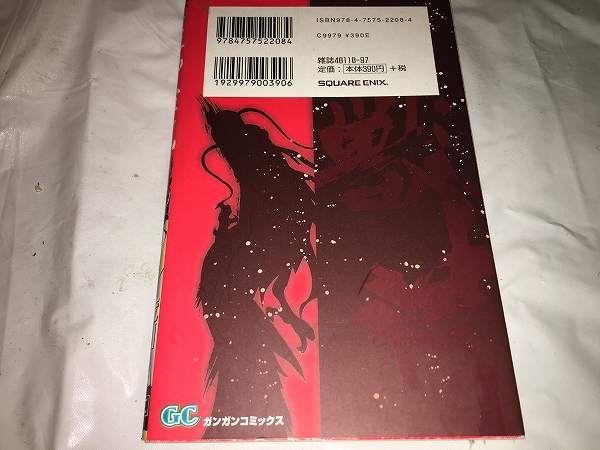 9784757522084
1929979003906
ISBN978-4-7575-2208-4
C9979 ¥390E
雑誌48118-97
定価：本体390円＋税
SQUARE ENIX.
GC ガンガンコミックス